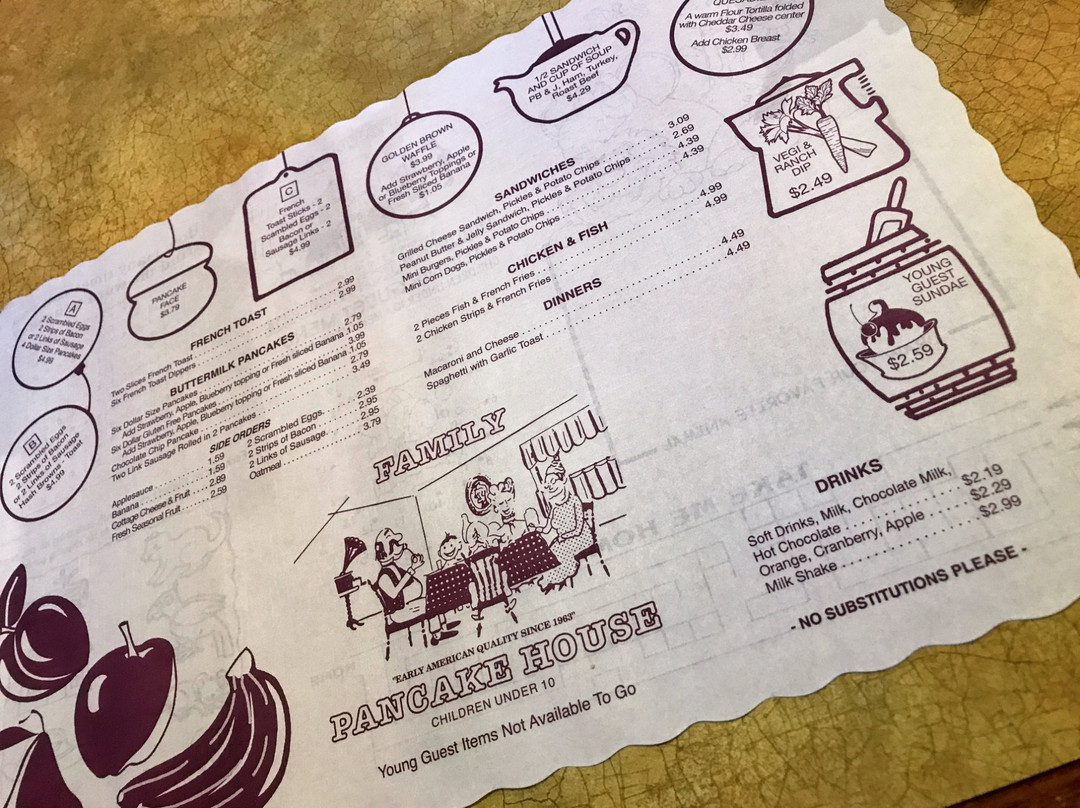 A
2 Scrambled Eggs
2 Strips of Bacon
or 2 Links of Sausage
4 Dollar Size Pancakes
$4.99
B
2 Scrambled Eggs
2 Strips of Bacon
or 2 Links of Sausage
Hash Browns - Toast
$4.99
PANCAKE
FACE
$3.79
C
French
Toast Sticks - 2
Scambled Eggs - 2
Bacon or
Sausage Links - 2
$4.99
GOLDEN BROWN
WAFFLE
$3.99
Add Strawberry, Apple
or Blueberry Toppings or
Fresh Sliced Banana
$1.05
1/2 SANDWICH
AND CUP OF SOUP
PB & J, Ham, Turkey,
Roast Beef
$4.29
A warm Flour Tortilla folded
with Cheddar Cheese center
$3.49
Add Chicken Breast
$2.99
VEGI &
RANCH
DIP
$2.49
YOUNG
GUEST
SUNDAE
$2.59
FRENCH TOAST
Two Slices French Toast 2.99
Six French Toast Dippers 2.99
BUTTERMILK PANCAKES
Six Dollar Size Pancakes 2.79
Add Strawberry, Apple, Blueberry topping or Fresh sliced Banana .1.05
Six Dollar Gluten Free Pancakes 3.99
Add Strawberry, Apple, Blueberry topping or Fresh sliced Banana .1.05
Chocolate Chip Pancake 2.79
Two Link Sausage Rolled in 2 Pancakes 3.49
SIDE ORDERS
Applesauce 1.59
Banana 1.59
Cottage Cheese & Fruit 2.89
Fresh Seasonal Fruit 2.59
2 Scrambled Eggs 2.39
2 Strips of Bacon 2.95
2 Links of Sausage 2.95
Oatmeal 3.79
SANDWICHES
Grilled Cheese Sandwich, Pickles & Potato Chips 3.09
Peanut Butter & Jelly Sandwich, Pickles & Potato Chips 2.69
Mini Burgers, Pickles & Potato Chips 4.39
Mini Corn Dogs, Pickles & Potato Chips 4.39
CHICKEN & FISH
2 Pieces Fish & French Fries 4.99
2 Chicken Strips & French Fries 4.99
DINNERS
Macaroni and Cheese 4.49
Spaghetti with Garlic Toast 4.49
FAMILY
"EARLY AMERICAN QUALITY SINCE 1963"
PANCAKE HOUSE
CHILDREN UNDER 10
Young Guest Items Not Available To Go
DRINKS
Soft Drinks, Milk, Chocolate Milk,
Hot Chocolate $2.19
Orange, Cranberry, Apple $2.29
Milk Shake $2.99
- NO SUBSTITUTIONS PLEASE -